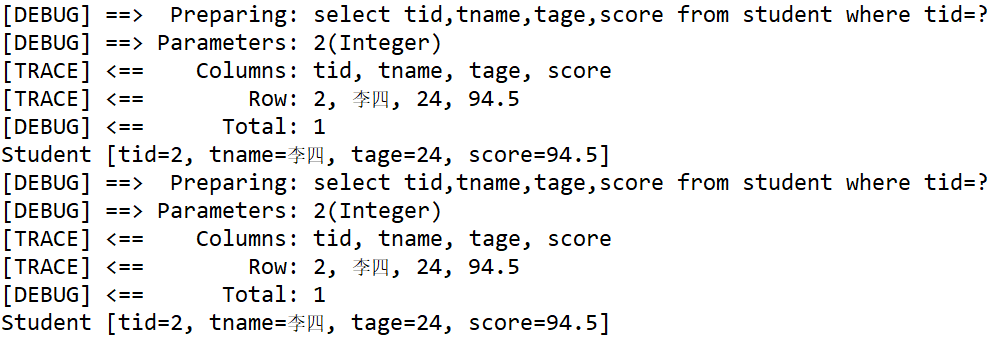 [DEBUG] ==>  Preparing: select tid,tname,tage,score from student where tid=?
[DEBUG] ==> Parameters: 2(Integer)
[TRACE] <==    Columns: tid, tname, tage, score
[TRACE] <==        Row: 2, 李四, 24, 94.5
[DEBUG] <==      Total: 1
Student [tid=2, tname=李四, tage=24, score=94.5]
[DEBUG] ==>  Preparing: select tid,tname,tage,score from student where tid=?
[DEBUG] ==> Parameters: 2(Integer)
[TRACE] <==    Columns: tid, tname, tage, score
[TRACE] <==        Row: 2, 李四, 24, 94.5
[DEBUG] <==      Total: 1
Student [tid=2, tname=李四, tage=24, score=94.5]